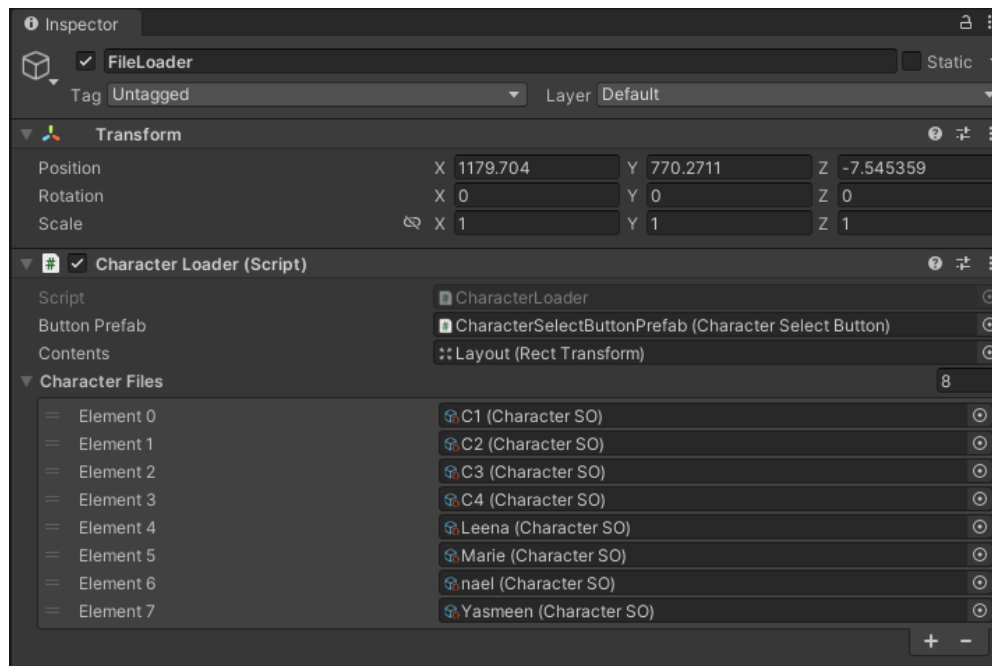 Inspector
FileLoader Static
Tag Untagged Layer Default
Transform
Position X 1179.704 Y 770.2711 Z -7.545359
Rotation X 0 Y 0 Z 0
Scale X 1 Y 1 Z 1
# Character Loader (Script)
Script # CharacterLoader
Button Prefab # CharacterSelectButtonPrefab (Character Select Button)
Contents Layout (Rect Transform)
Character Files 8
Element 0 C1 (Character SO)
Element 1 C2 (Character SO)
Element 2 C3 (Character SO)
Element 3 C4 (Character SO)
Element 4 Leena (Character SO)
Element 5 Marie (Character SO)
Element 6 nael (Character SO)
Element 7 Yasmeen (Character SO)
+ -